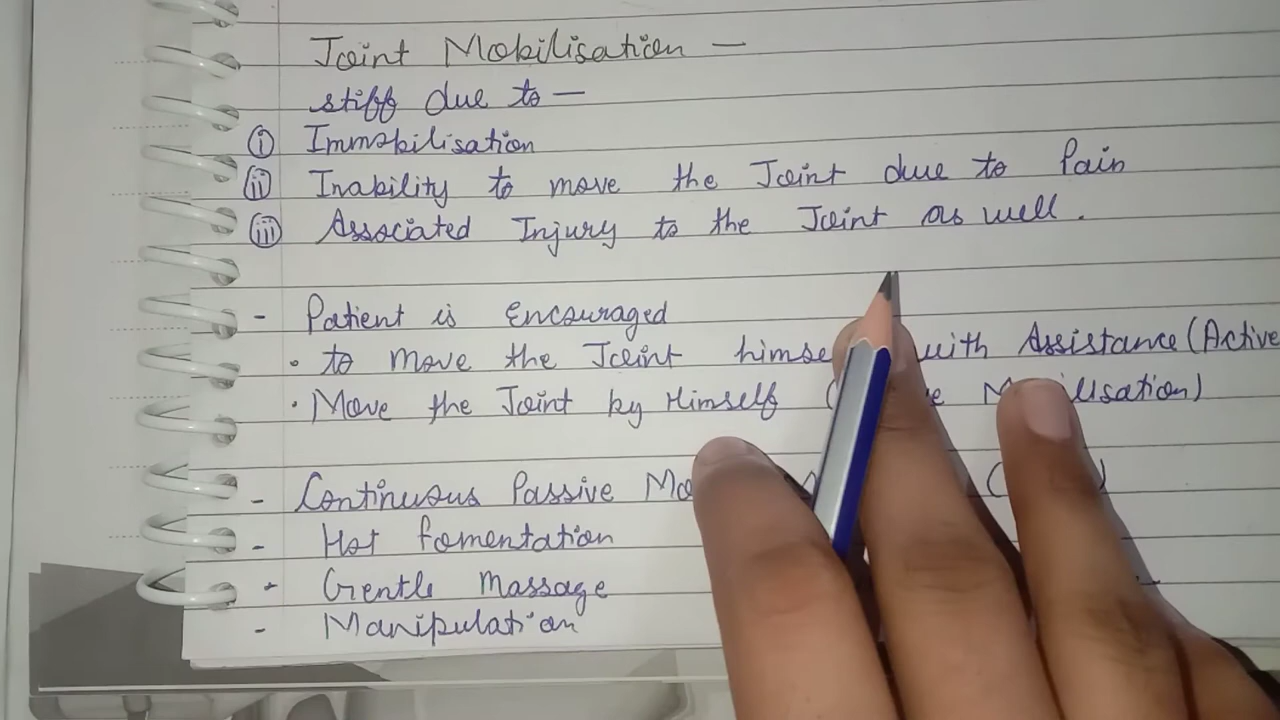 Joint Mobilisation —
stiff due to —
(i) Immobilisation
(ii) Inability to move the Joint due to Pain
(iii) Associated Injury to the Joint as well.
- Patient is Encouraged
• to move the Joint with Assistance (Active
• Move the Joint by Himself (
- Continuous Passive (
- Hot fomentation
- Gentle Massage
- Manipulation